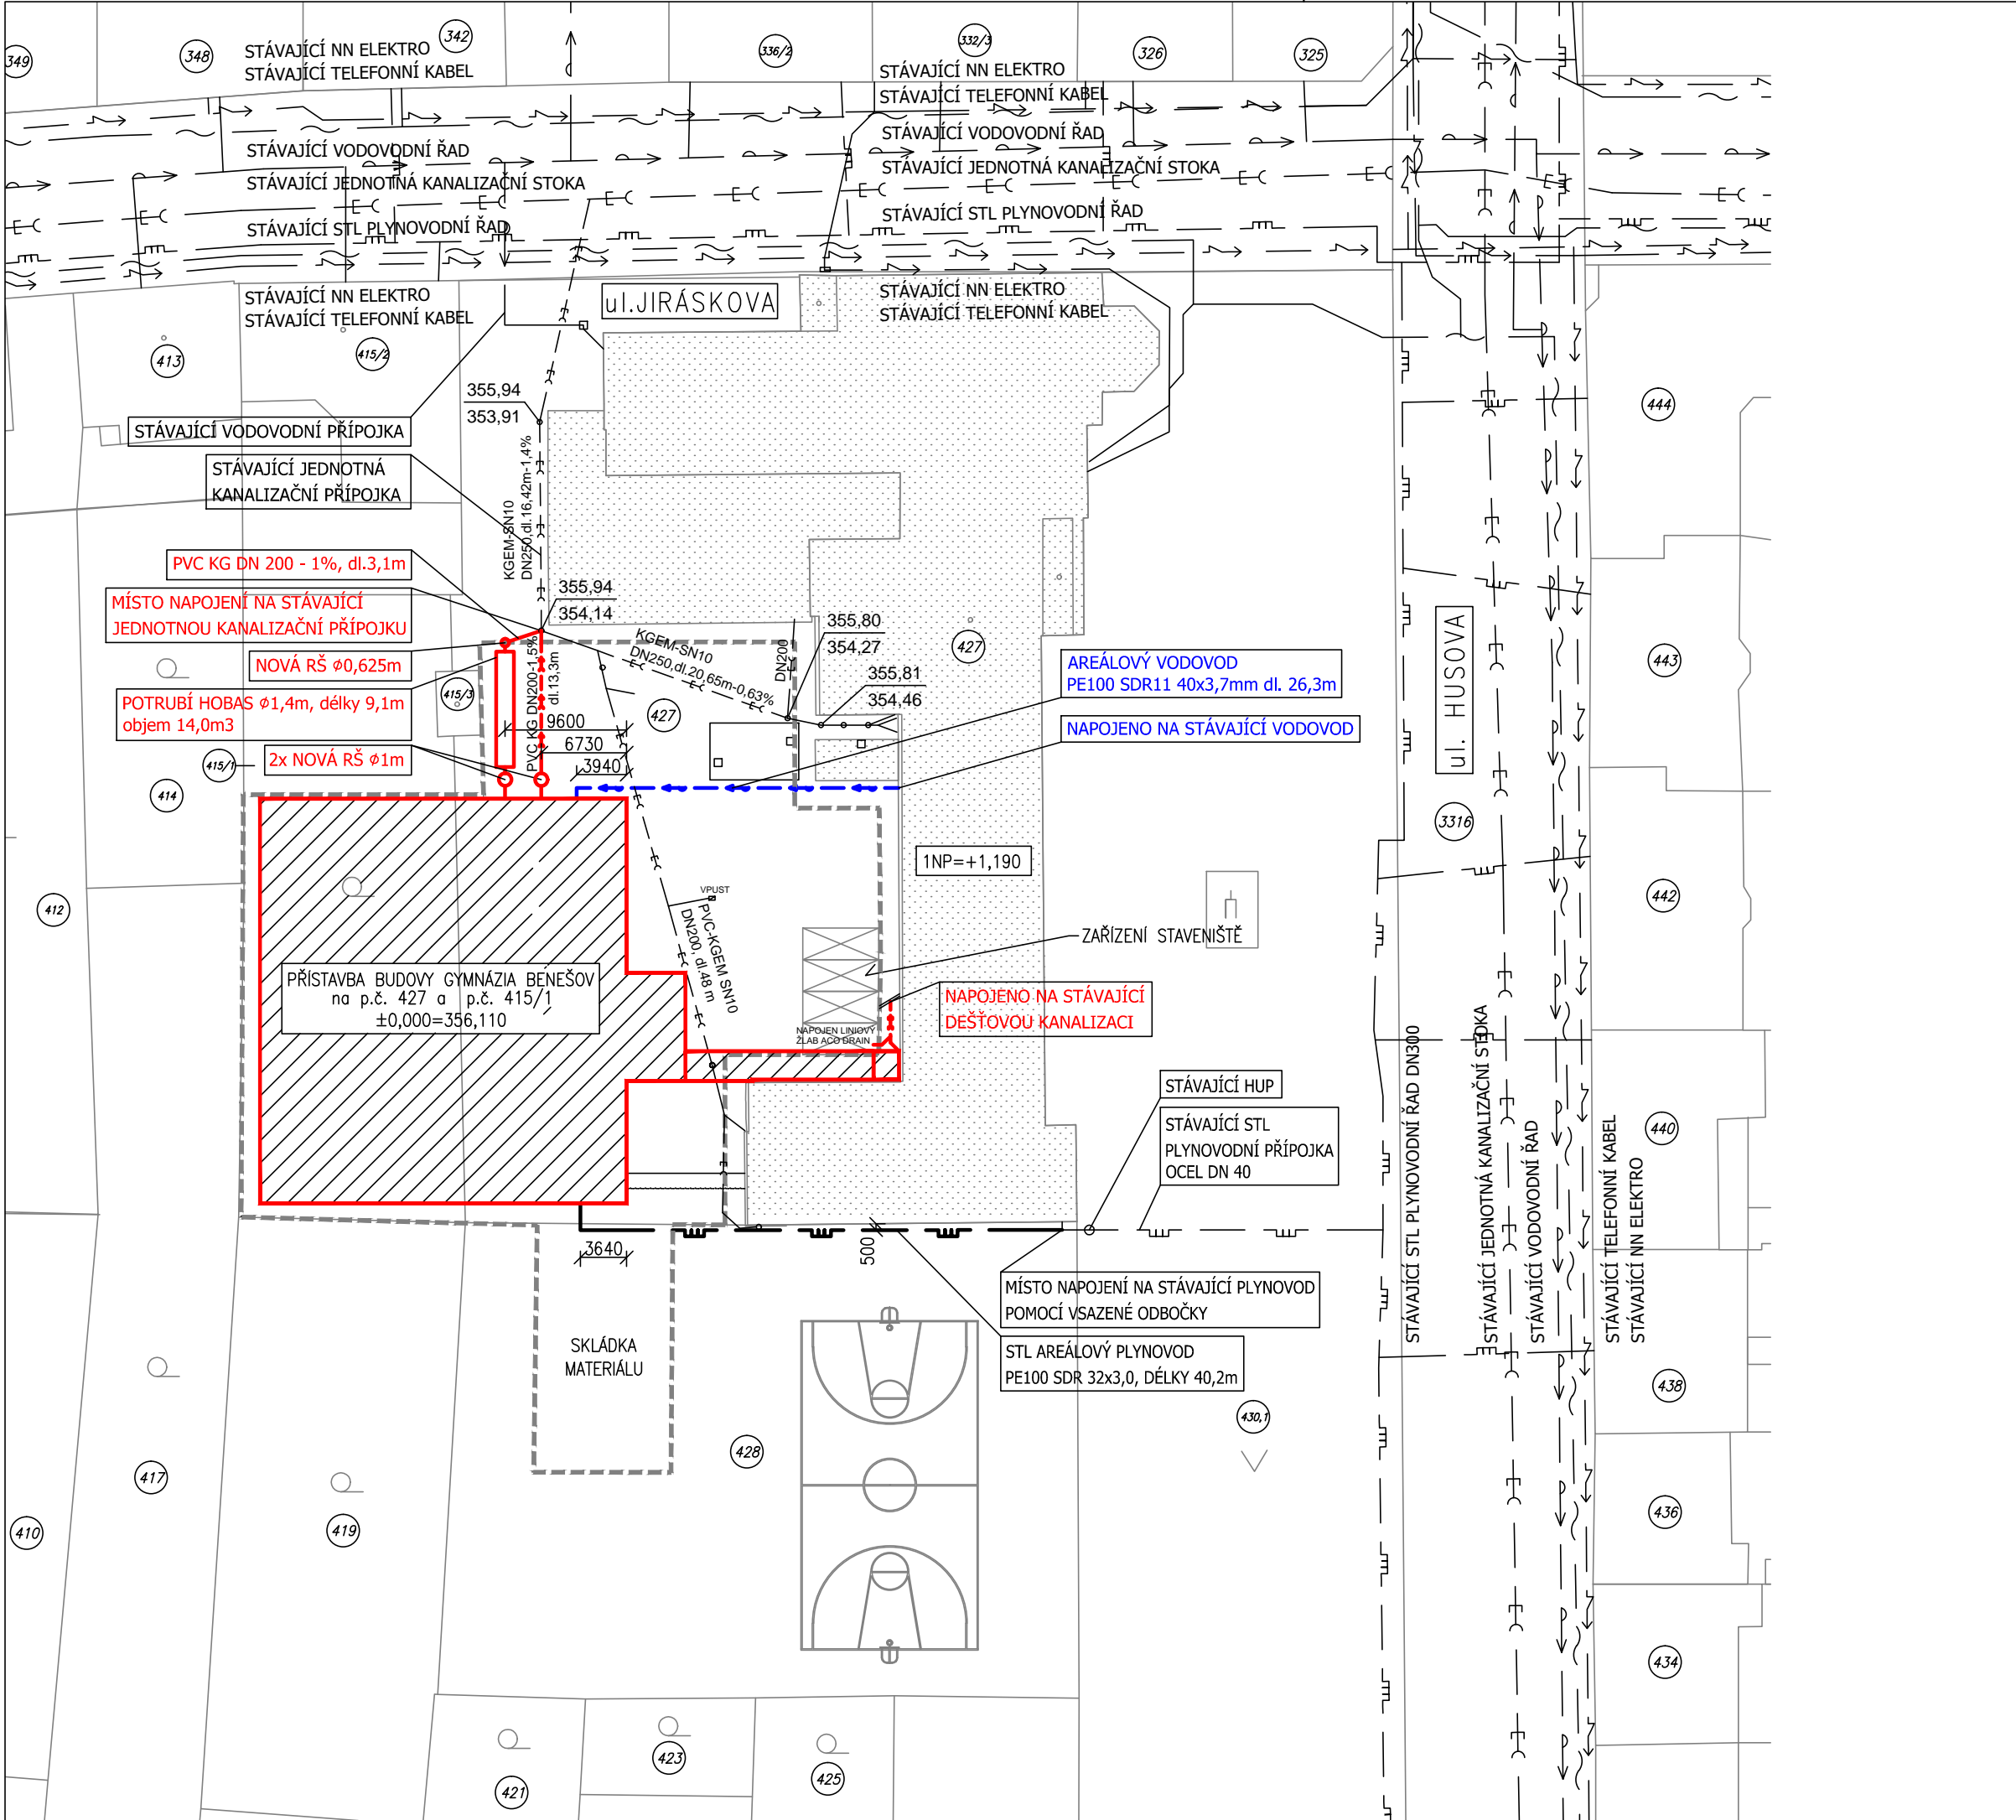 349
348
342
336/2
332/3
326
325
STÁVAJÍCÍ NN ELEKTRO
STÁVAJÍCÍ TELEFONNÍ KABEL
STÁVAJÍCÍ NN ELEKTRO
STÁVAJÍCÍ TELEFONNÍ KABEL
STÁVAJÍCÍ VODOVODNÍ ŘAD
STÁVAJÍCÍ VODOVODNÍ ŘAD
STÁVAJÍCÍ JEDNOTNÁ KANALIZAČNÍ STOKA
STÁVAJÍCÍ JEDNOTNÁ KANALIZAČNÍ STOKA
STÁVAJÍCÍ STL PLYNOVODNÍ ŘAD
STÁVAJÍCÍ STL PLYNOVODNÍ ŘAD
STÁVAJÍCÍ NN ELEKTRO
STÁVAJÍCÍ TELEFONNÍ KABEL
ul.JIRÁSKOVA
STÁVAJÍCÍ NN ELEKTRO
STÁVAJÍCÍ TELEFONNÍ KABEL
413
415/2
444
355,94
353,91
STÁVAJÍCÍ VODOVODNÍ PŘÍPOJKA
STÁVAJÍCÍ JEDNOTNÁ
KANALIZAČNÍ PŘÍPOJKA
KGEM-SN10
DN250,dl.16,42m-1,4%
PVC KG DN 200 - 1%, dl.3,1m
MÍSTO NAPOJENÍ NA STÁVAJÍCÍ
JEDNOTNOU KANALIZAČNÍ PŘÍPOJKU
355,94
354,14
NOVÁ RŠ Ø0,625m
POTRUBÍ HOBAS Ø1,4m, délky 9,1m
objem 14,0m3
2x NOVÁ RŠ Ø1m
415/1
415/3
414
PVC KG DN200-1,5%
dl.13,3m
KGEM-SN10
DN250,dl.20,65m-0,63%
DN200
355,80
354,27
355,81
354,46
427
427
9600
6730
3940
AREÁLOVÝ VODOVOD
PE100 SDR11 40x3,7mm dl. 26,3m
NAPOJENO NA STÁVAJÍCÍ VODOVOD
ul. HUSOVA
443
3316
442
412
1NP=+1,190
VPUST
PVC-KGEM SN10
DN200, dl.48 m
ZAŘÍZENÍ STAVENIŠTĚ
PŘÍSTAVBA BUDOVY GYMNÁZIA BENEŠOV
na p.č. 427 a p.č. 415/1
±0,000=356,110
NAPOJENO NA STÁVAJÍCÍ
DEŠŤOVOU KANALIZACI
NAPOJEN LINIOVÝ
ŽLAB ACO DRAIN
STÁVAJÍCÍ HUP
STÁVAJÍCÍ STL
PLYNOVODNÍ PŘÍPOJKA
OCEL DN 40
440
STÁVAJÍCÍ STL PLYNOVODNÍ ŘAD DN300
STÁVAJÍCÍ JEDNOTNÁ KANALIZAČNÍ STOKA
STÁVAJÍCÍ VODOVODNÍ ŘAD
STÁVAJÍCÍ TELEFONNÍ KABEL
STÁVAJÍCÍ NN ELEKTRO
3640
500
MÍSTO NAPOJENÍ NA STÁVAJÍCÍ PLYNOVOD
POMOCÍ VSAZENÉ ODBOČKY
STL AREÁLOVÝ PLYNOVOD
PE100 SDR 32x3,0, DÉLKY 40,2m
SKLÁDKA
MATERIÁLU
438
430,1
428
417
419
410
436
434
421
423
425